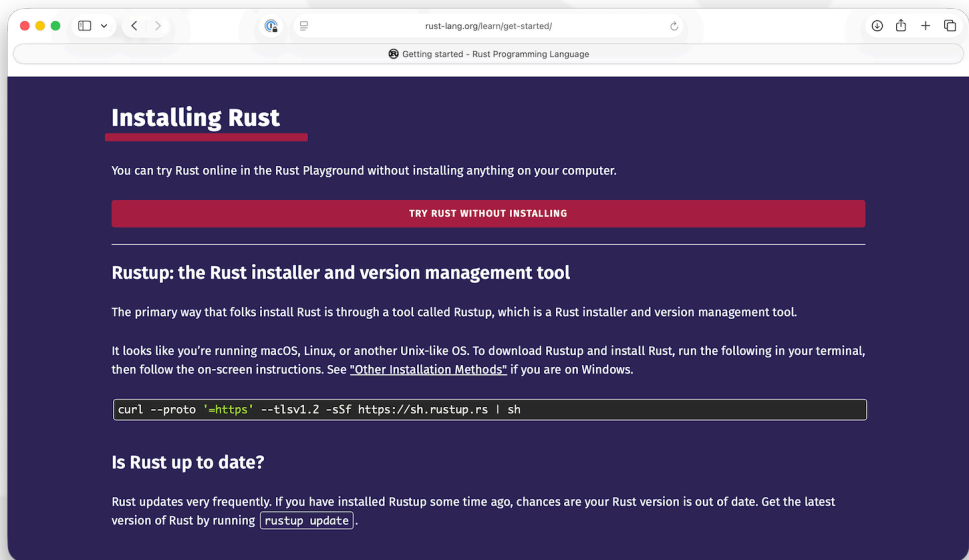 rust-lang.org/learn/get-started/
Getting started - Rust Programming Language
Installing Rust
You can try Rust online in the Rust Playground without installing anything on your computer.
TRY RUST WITHOUT INSTALLING
Rustup: the Rust installer and version management tool
The primary way that folks install Rust is through a tool called Rustup, which is a Rust installer and version management tool.
It looks like you’re running macOS, Linux, or another Unix-like OS. To download Rustup and install Rust, run the following in your terminal,
then follow the on-screen instructions. See "Other Installation Methods" if you are on Windows.
curl --proto '=https' --tlsv1.2 -sSf https://sh.rustup.rs | sh
Is Rust up to date?
Rust updates very frequently. If you have installed Rustup some time ago, chances are your Rust version is out of date. Get the latest
version of Rust by running rustup update.